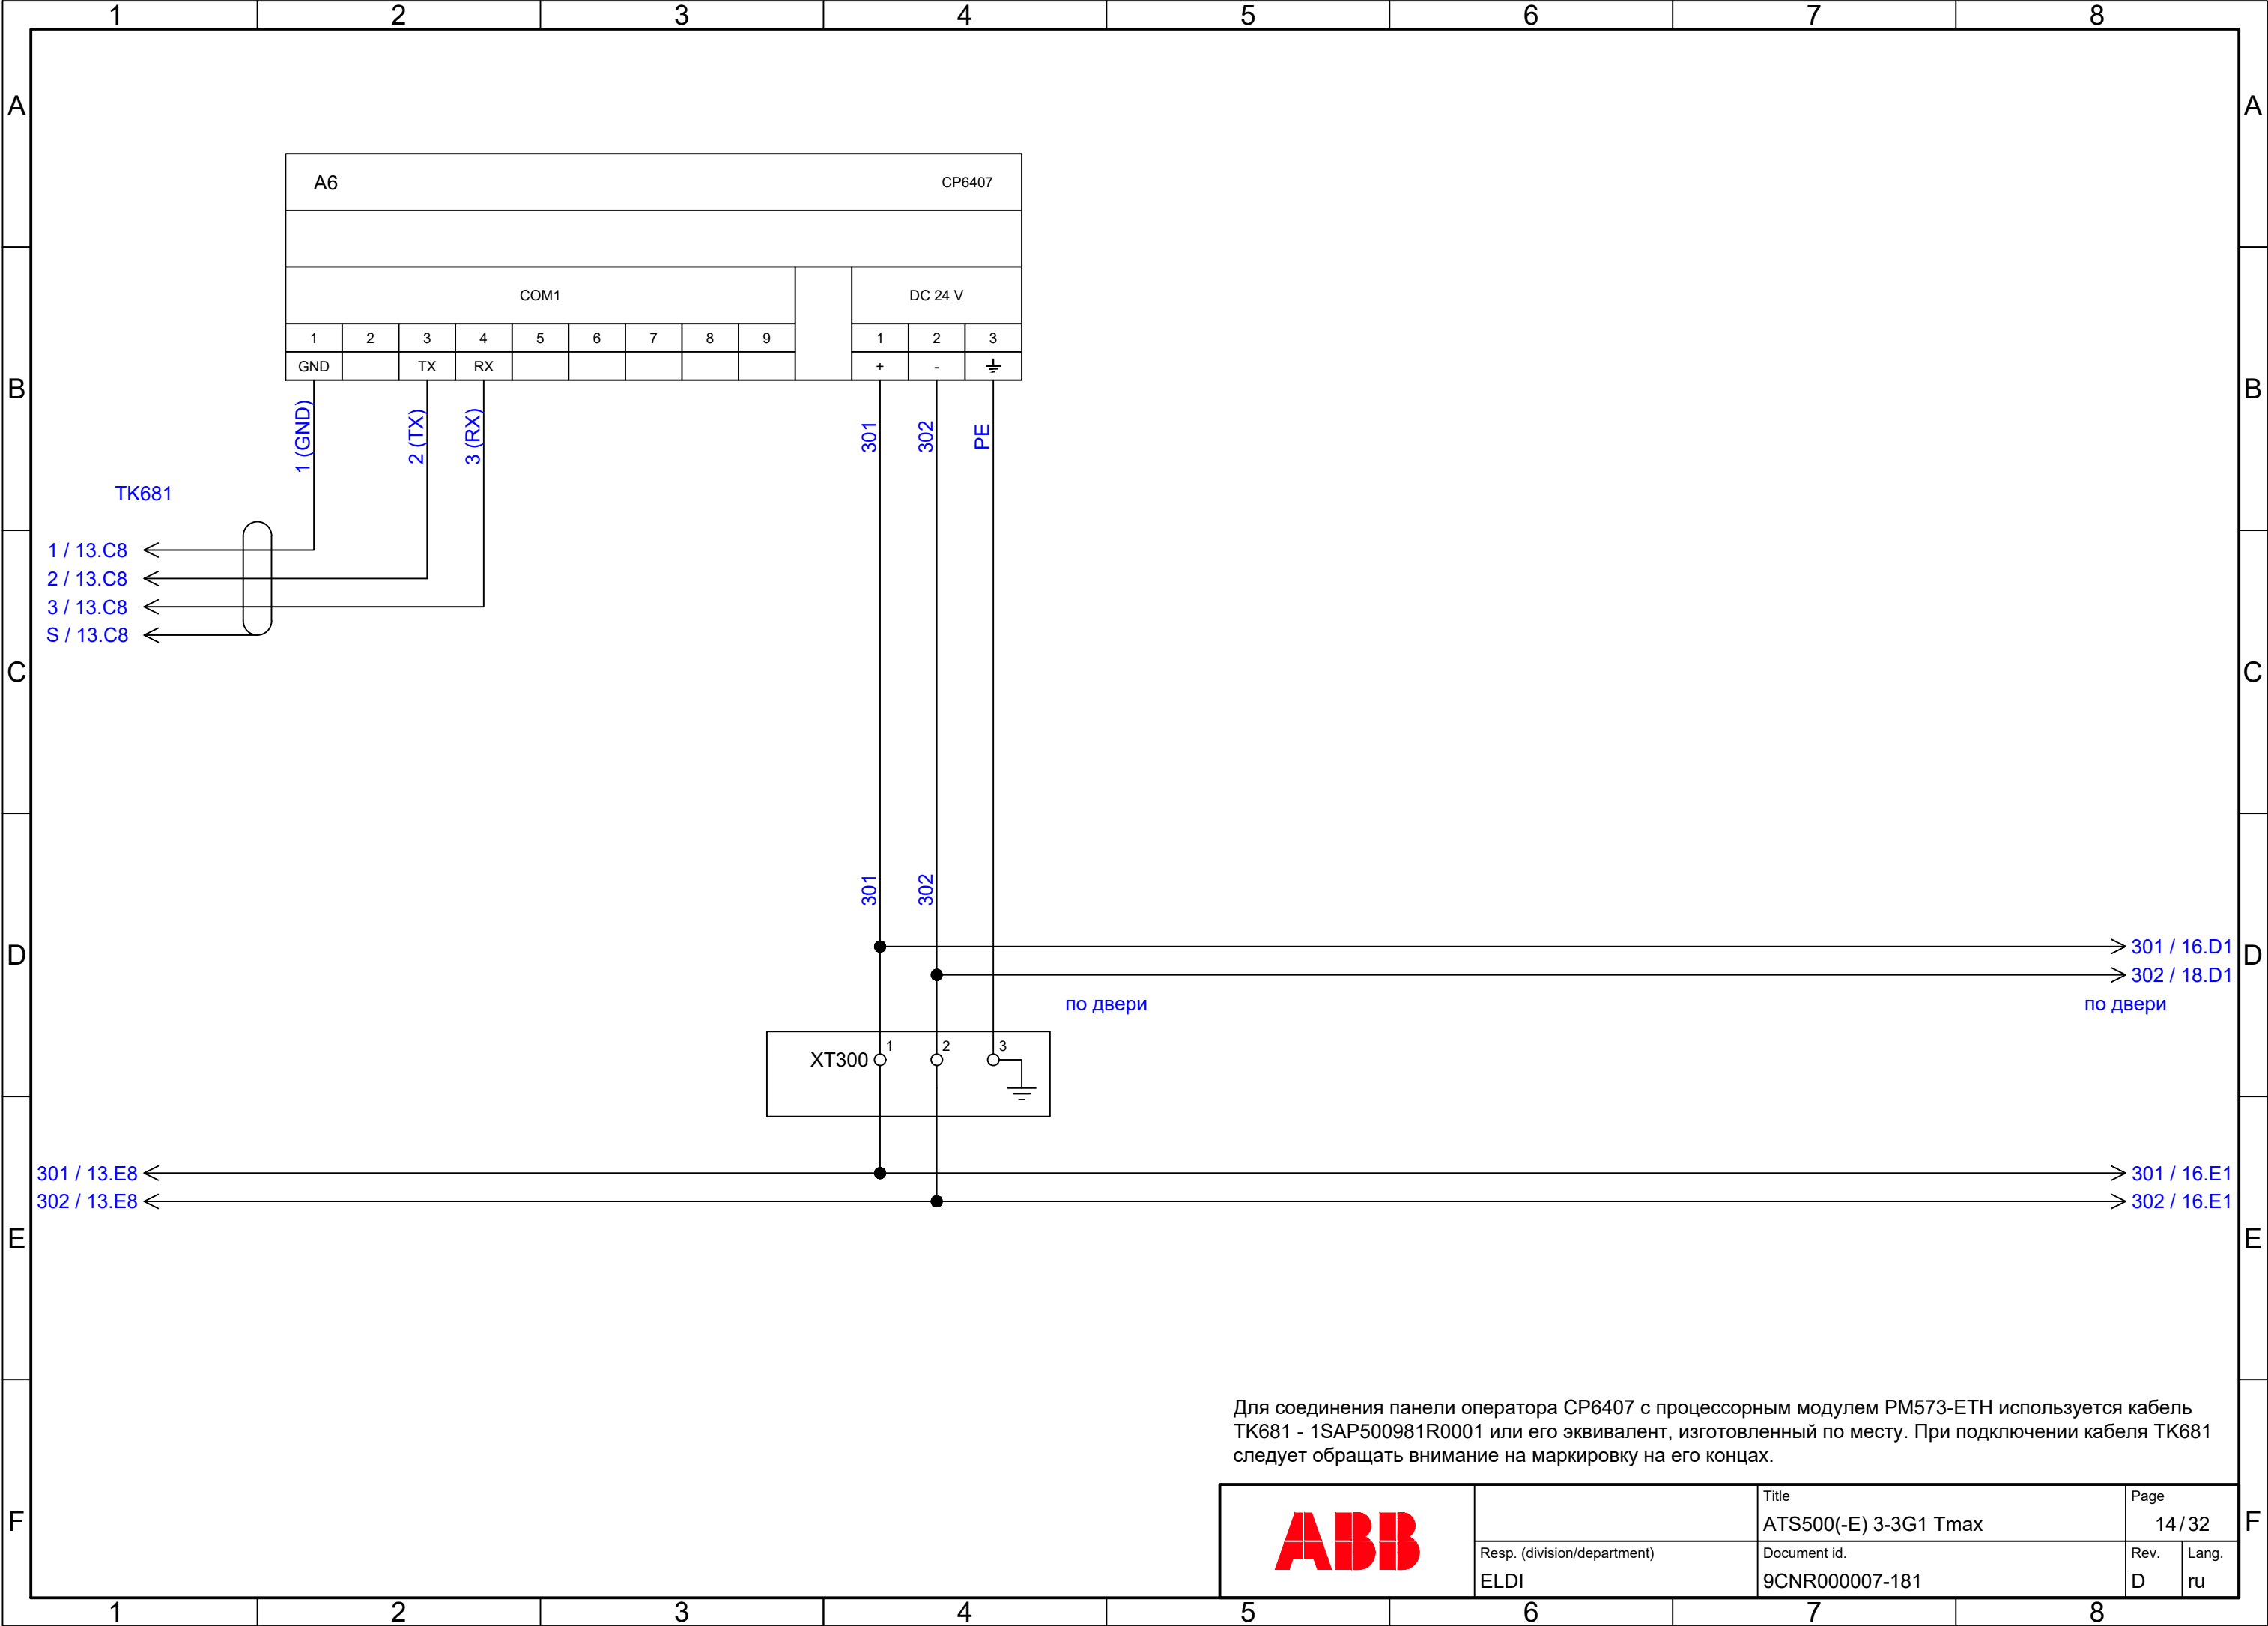 1 2 3 4 5 6 7 8
A A
A6 CP6407
COM1 DC 24 V
1 2 3 4 5 6 7 8 9 1 2 3
GND TX RX + -
B B
1 (GND) 2 (TX) 3 (RX) 301 302 PE
TK681
1 / 13.C8
2 / 13.C8
3 / 13.C8
S / 13.C8
C C
301 302
D D
301 / 16.D1
302 / 18.D1
по двери по двери
XT300 1 2 3
301 / 13.E8 301 / 16.E1
302 / 13.E8 302 / 16.E1
E E
Для соединения панели оператора CP6407 с процессорным модулем PM573-ETH используется кабель
TK681 - 1SAP500981R0001 или его эквивалент, изготовленный по месту. При подключении кабеля TK681
следует обращать внимание на маркировку на его концах.
F F
ABB
Title Page
ATS500(-E) 3-3G1 Tmax 14/32
Resp. (division/department) Document id. Rev. Lang.
ELDI 9CNR000007-181 D ru
1 2 3 4 5 6 7 8